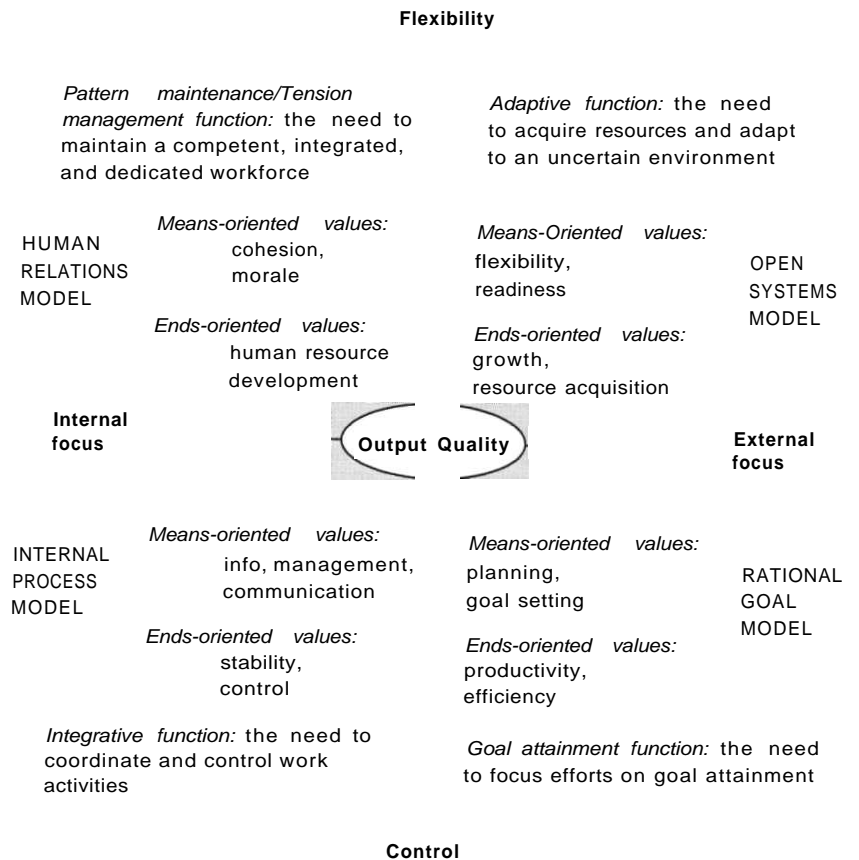 Flexibility
Pattern maintenance/Tension
management function: the need to
maintain a competent, integrated,
and dedicated workforce
Adaptive function: the need
to acquire resources and adapt
to an uncertain environment
HUMAN
RELATIONS
MODEL
Means-oriented values:
cohesion,
morale
Ends-oriented values:
human resource
development
Means-Oriented values:
flexibility,
readiness
Ends-oriented values:
growth,
resource acquisition
OPEN
SYSTEMS
MODEL
Internal
focus
Output Quality
External
focus
INTERNAL
PROCESS
MODEL
Means-oriented values:
info, management,
communication
Ends-oriented values:
stability,
control
Means-oriented values:
planning,
goal setting
Ends-oriented values:
productivity,
efficiency
RATIONAL
GOAL
MODEL
Integrative function: the need to
coordinate and control work
activities
Goal attainment function: the need
to focus efforts on goal attainment
Control